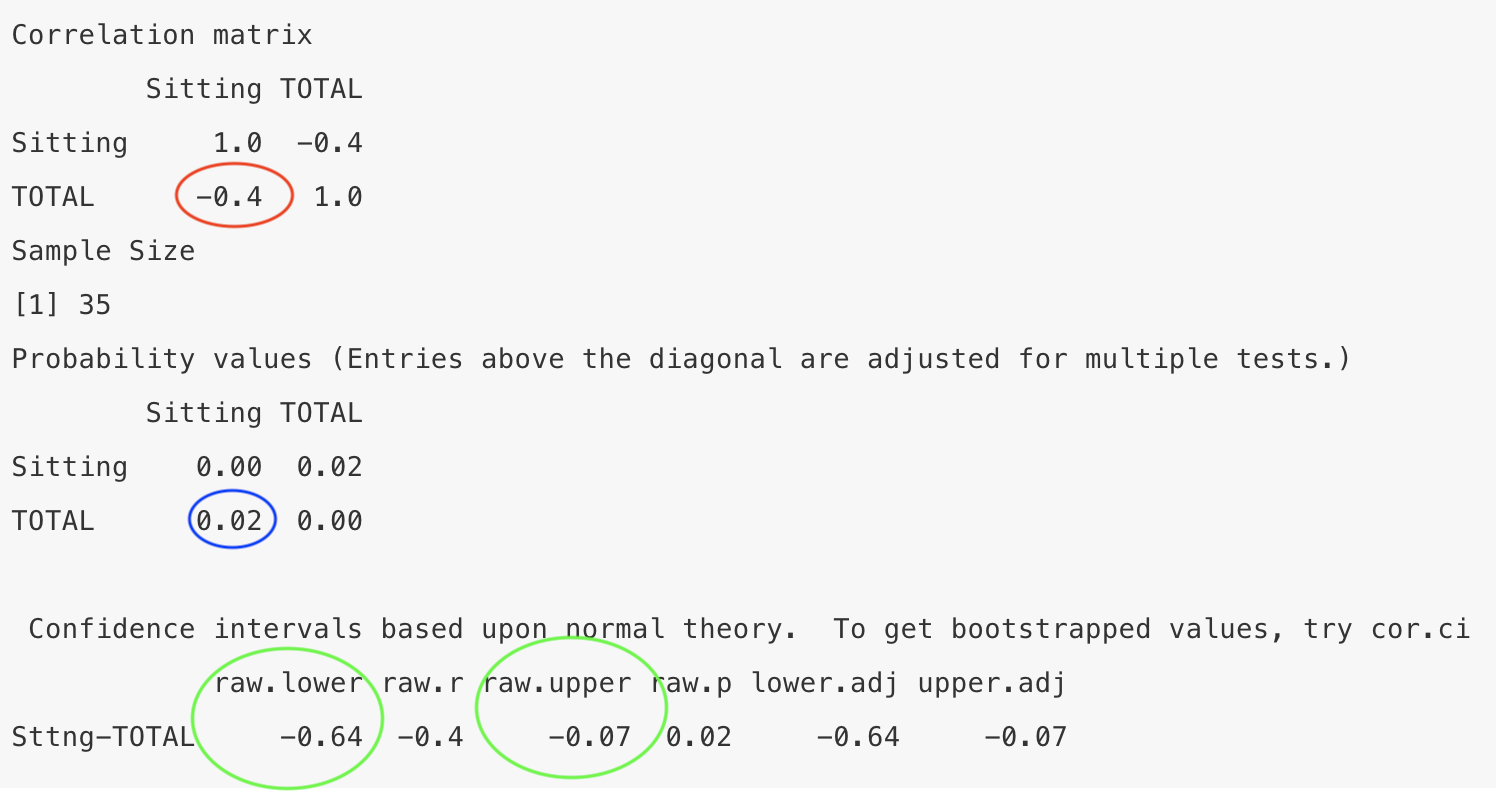 Correlation matrix
Sitting TOTAL
Sitting 1.0 -0.4
TOTAL -0.4 1.0
Sample Size
[1] 35
Probability values (Entries above the diagonal are adjusted for multiple tests.)
Sitting TOTAL
Sitting 0.00 0.02
TOTAL 0.02 0.00
Confidence intervals based upon normal theory. To get bootstrapped values, try cor.ci
raw.lower raw.r raw.upper raw.p lower.adj upper.adj
Sttng-TOTAL -0.64 -0.4 -0.07 0.02 -0.64 -0.07